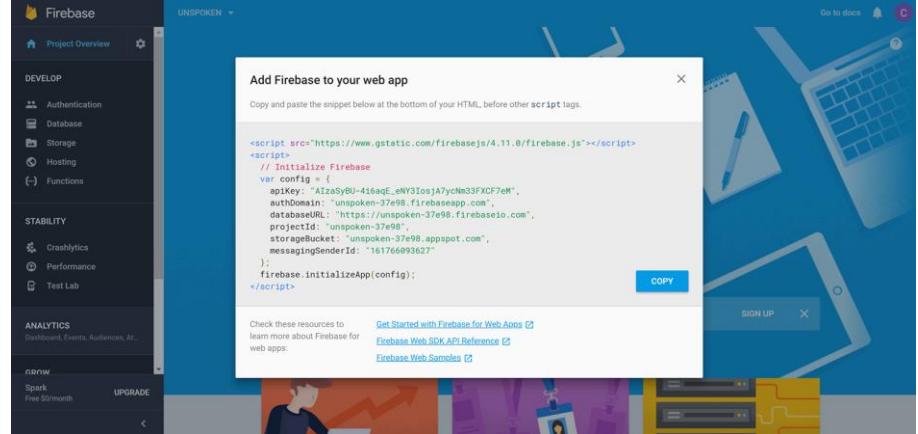 Firebase
UNSPOKEN
Go to docs
C
Project Overview
DEVELOP
Authentication
Database
Storage
Hosting
Functions
STABILITY
Crashlytics
Performance
Test Lab
ANALYTICS
Dashboard, Events, Audiences, At...
GROW
Spark
Free $0/month
UPGRADE
Add Firebase to your web app
Copy and paste the snippet below at the bottom of your HTML, before other script tags.
<script src="https://www.gstatic.com/firebasejs/4.11.0/firebase.js"></script>
<script>
// Initialize Firebase
var config = {
apiKey: "AIzaSyBU-4i6aqE_eNY3IosjA7ycNm33FXCF7eM",
authDomain: "unspoken-37e98.firebaseapp.com",
databaseURL: "https://unspoken-37e98.firebaseio.com",
projectId: "unspoken-37e98",
storageBucket: "unspoken-37e98.appspot.com",
messagingSenderId: "161766093627"
};
firebase.initializeApp(config);
</script>
COPY
Check these resources to
learn more about Firebase for
web apps:
Get Started with Firebase for Web Apps
Firebase Web SDK API Reference
Firebase Web Samples
SIGN UP